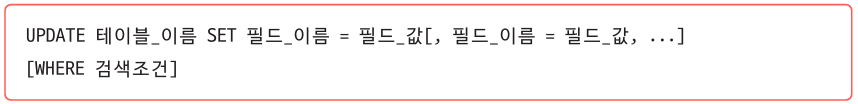 UPDATE 테이블_이름 SET 필드_이름 = 필드_값[, 필드_이름 = 필드_값, ...]
[WHERE 검색조건]